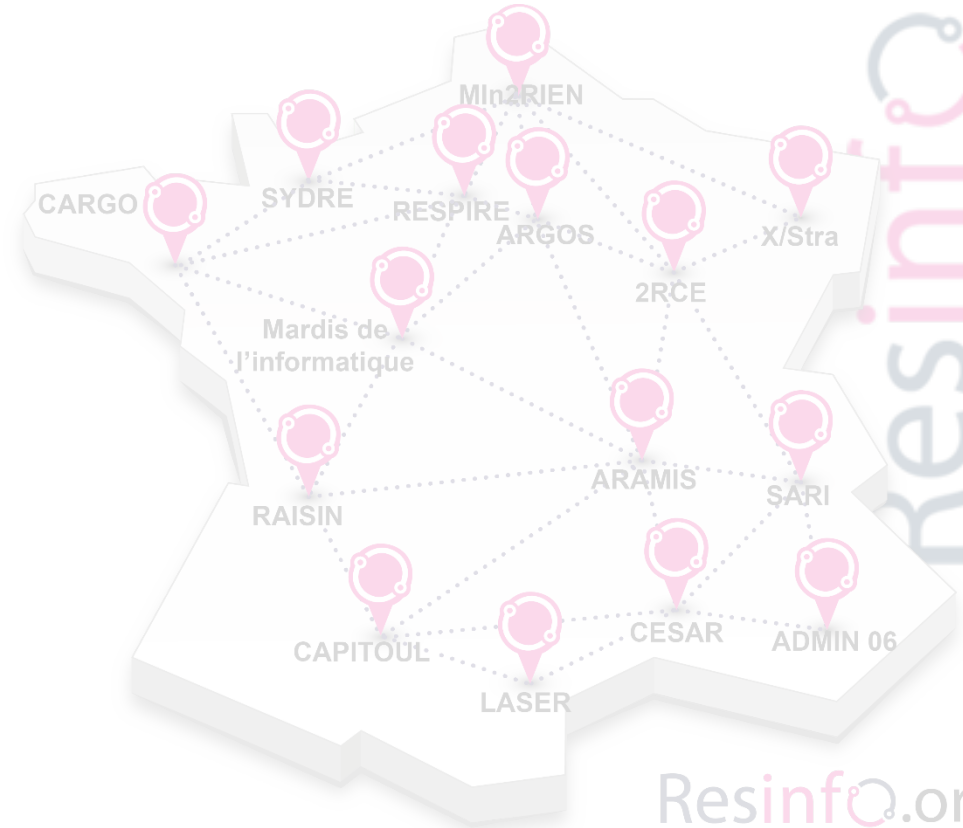 MIn2RIEN
CARGO
SYDRE
RESPIRE
ARGOS
X/Stra
2RCE
Mardis de
l'informatique
ARAMIS
SARI
RAISIN
CESAR
ADMIN 06
CAPITOUL
LASER
Resinfo
Resinfo.or